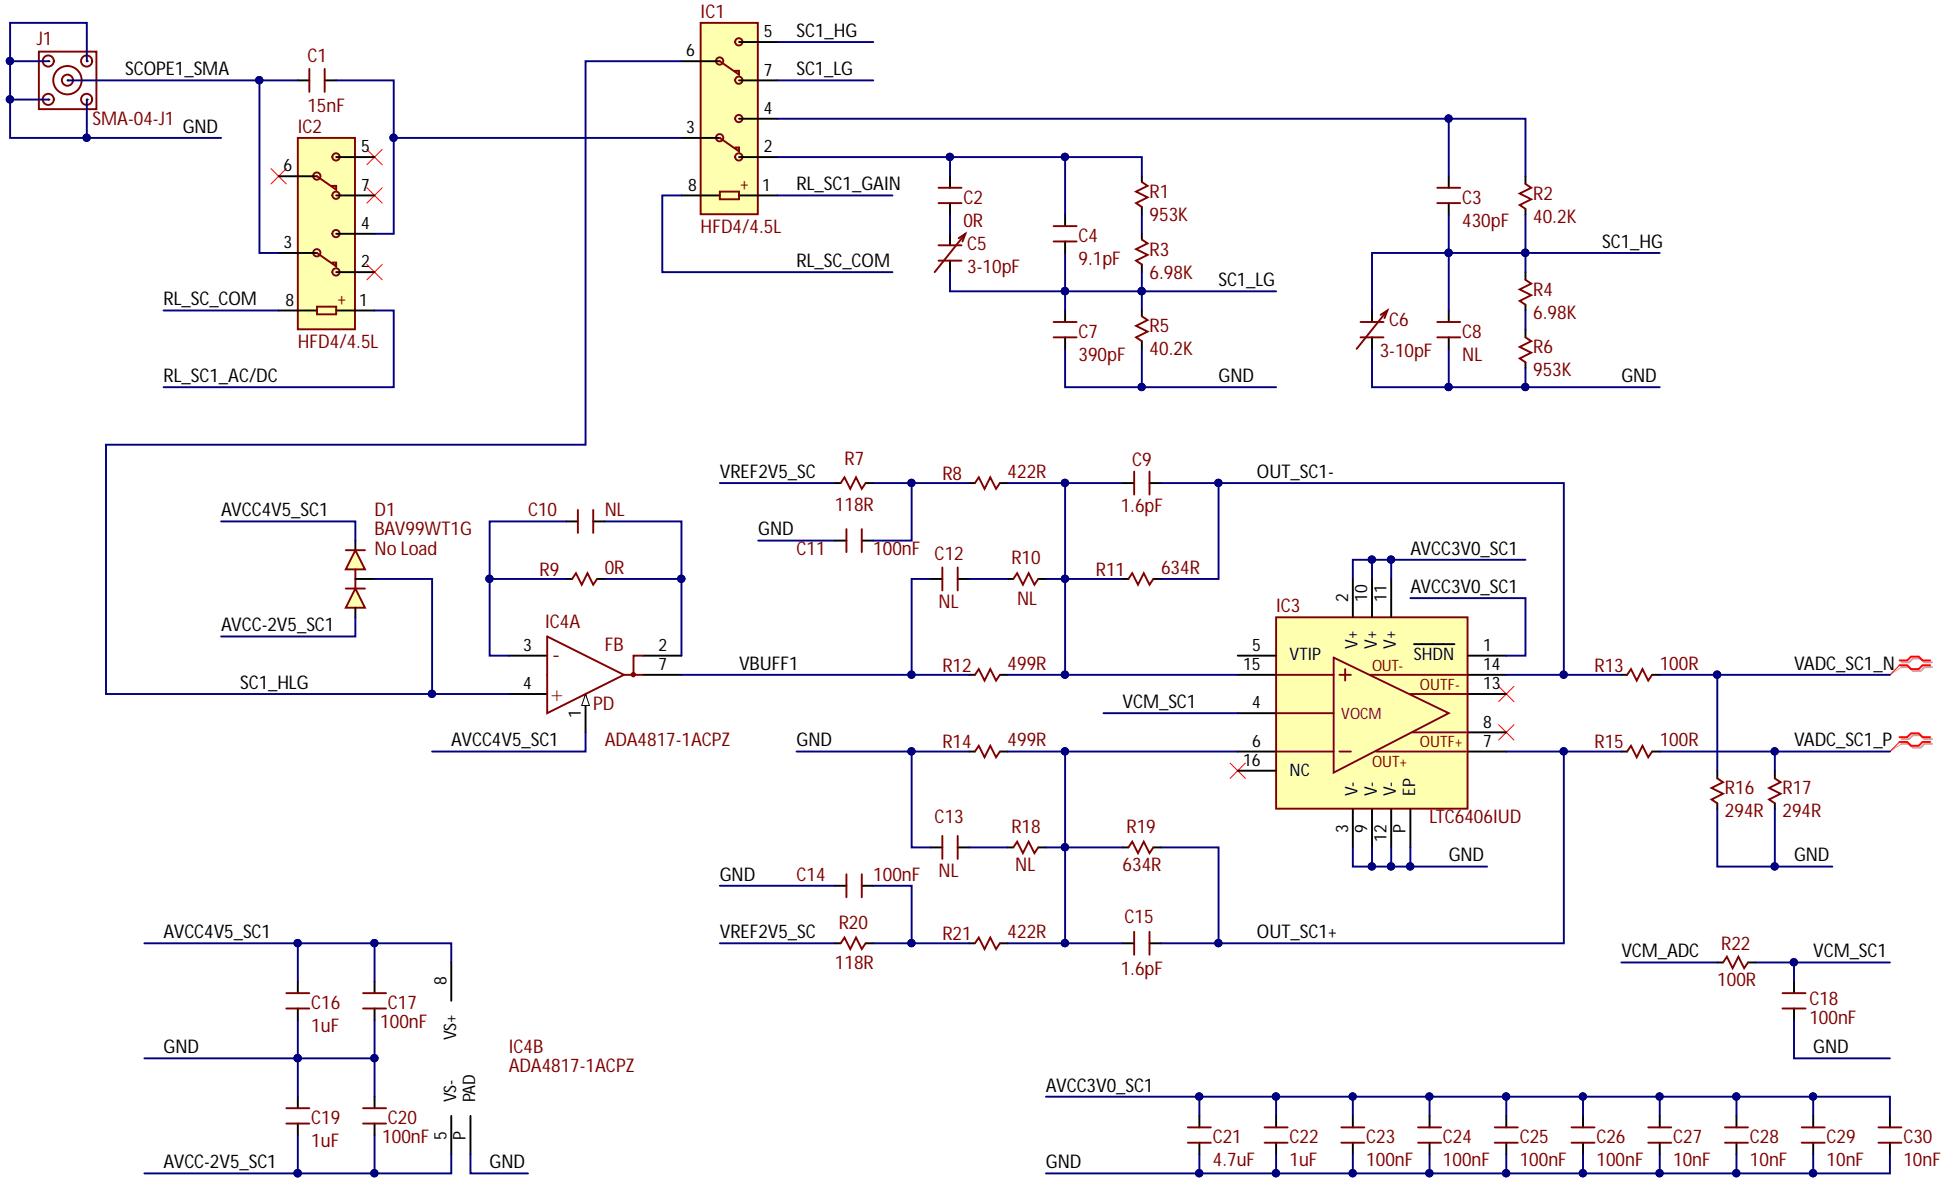 J1
SCOPE1_SMA
SMA-04-J1
GND
C1
15nF
IC2
5
6
7
4
3
2
RL_SC_COM
8
+
1
HFD4/4.5L
RL_SC1_AC/DC
IC1
5
SC1_HG
6
7
SC1_LG
4
3
2
8
+
1
RL_SC1_GAIN
HFD4/4.5L
RL_SC_COM
C2
0R
C5
3-10pF
C4
9.1pF
R1
953K
R3
6.98K
SC1_LG
C7
390pF
R5
40.2K
GND
C3
430pF
R2
40.2K
SC1_HG
C6
3-10pF
C8
NL
R4
6.98K
R6
953K
GND
AVCC4V5_SC1
D1
BAV99WT1G
No Load
AVCC-2V5_SC1
SC1_HLG
C10
NL
R9
0R
IC4A
FB
3
-
2
7
4
+
PD
1
AVCC4V5_SC1
ADA4817-1ACPZ
VBUFF1
VREF2V5_SC
R7
118R
GND
C11
100nF
R8
422R
C12
NL
R10
NL
R12
499R
C9
1.6pF
R11
634R
OUT_SC1-
AVCC3V0_SC1
AVCC3V0_SC1
IC3
2
10
11
V+
V+
V+
5
VTIP
SHDN
1
15
+
OUT-
14
OUTF-
13
VCM_SC1
4
VOCM
8
6
−
OUTF+
7
16
NC
OUT+
V-
V-
V-
EP
3
9
12
P
LTC6406IUD
GND
R13
100R
VADC_SC1_N
R15
100R
VADC_SC1_P
R16
294R
R17
294R
GND
GND
R14
499R
C13
NL
R18
NL
R19
634R
GND
C14
100nF
VREF2V5_SC
R20
118R
R21
422R
C15
1.6pF
OUT_SC1+
AVCC4V5_SC1
C16
1uF
C17
100nF
8
VS+
GND
IC4B
ADA4817-1ACPZ
C19
1uF
C20
100nF
VS-
PAD
5
P
AVCC-2V5_SC1
GND
VCM_ADC
R22
100R
VCM_SC1
C18
100nF
GND
AVCC3V0_SC1
C21
4.7uF
C22
1uF
C23
100nF
C24
100nF
C25
100nF
C26
100nF
C27
10nF
C28
10nF
C29
10nF
C30
10nF
GND